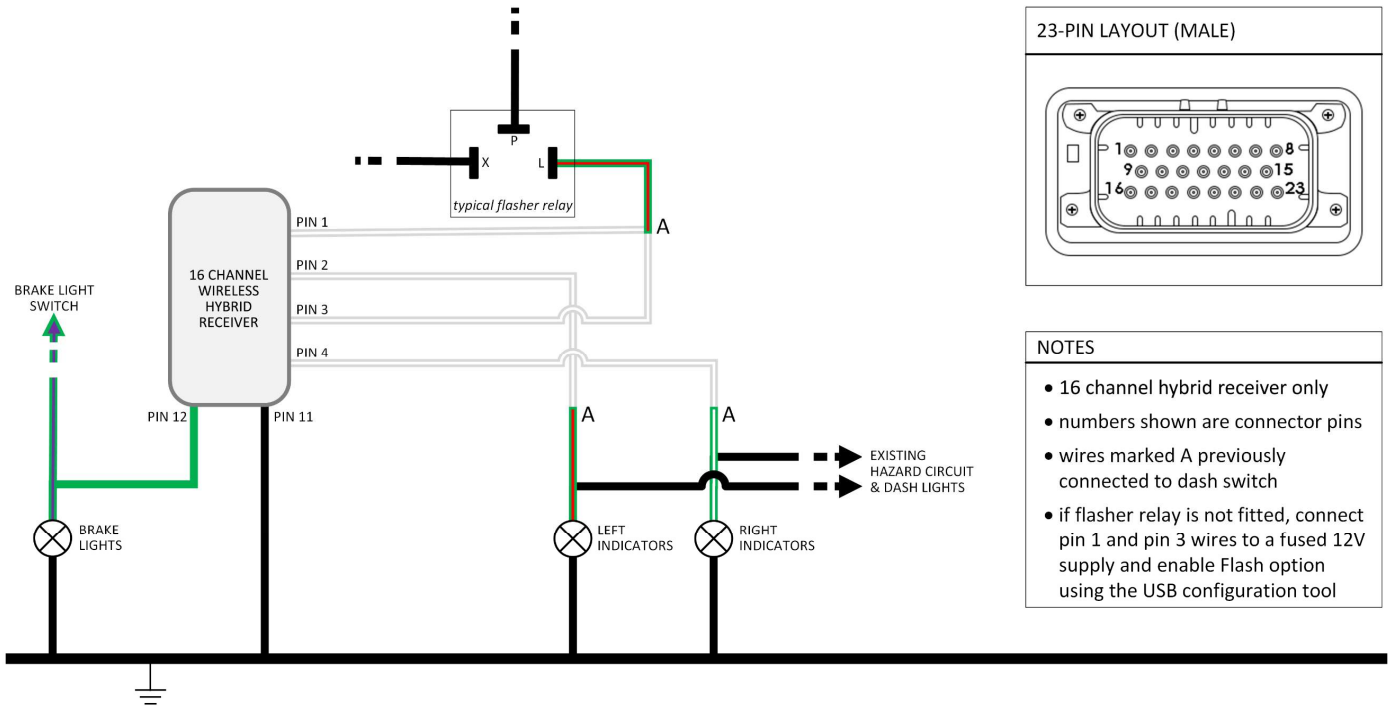 23-PIN LAYOUT (MALE)
1
8
9
15
16
23
P
X
L
typical flasher relay
A
PIN 1
PIN 2
PIN 3
PIN 4
16 CHANNEL
WIRELESS
HYBRID
RECEIVER
BRAKE LIGHT
SWITCH
PIN 12
PIN 11
A
A
EXISTING
HAZARD CIRCUIT
& DASH LIGHTS
BRAKE
LIGHTS
LEFT
INDICATORS
RIGHT
INDICATORS
NOTES
• 16 channel hybrid receiver only
• numbers shown are connector pins
• wires marked A previously
connected to dash switch
• if flasher relay is not fitted, connect
pin 1 and pin 3 wires to a fused 12V
supply and enable Flash option
using the USB configuration tool